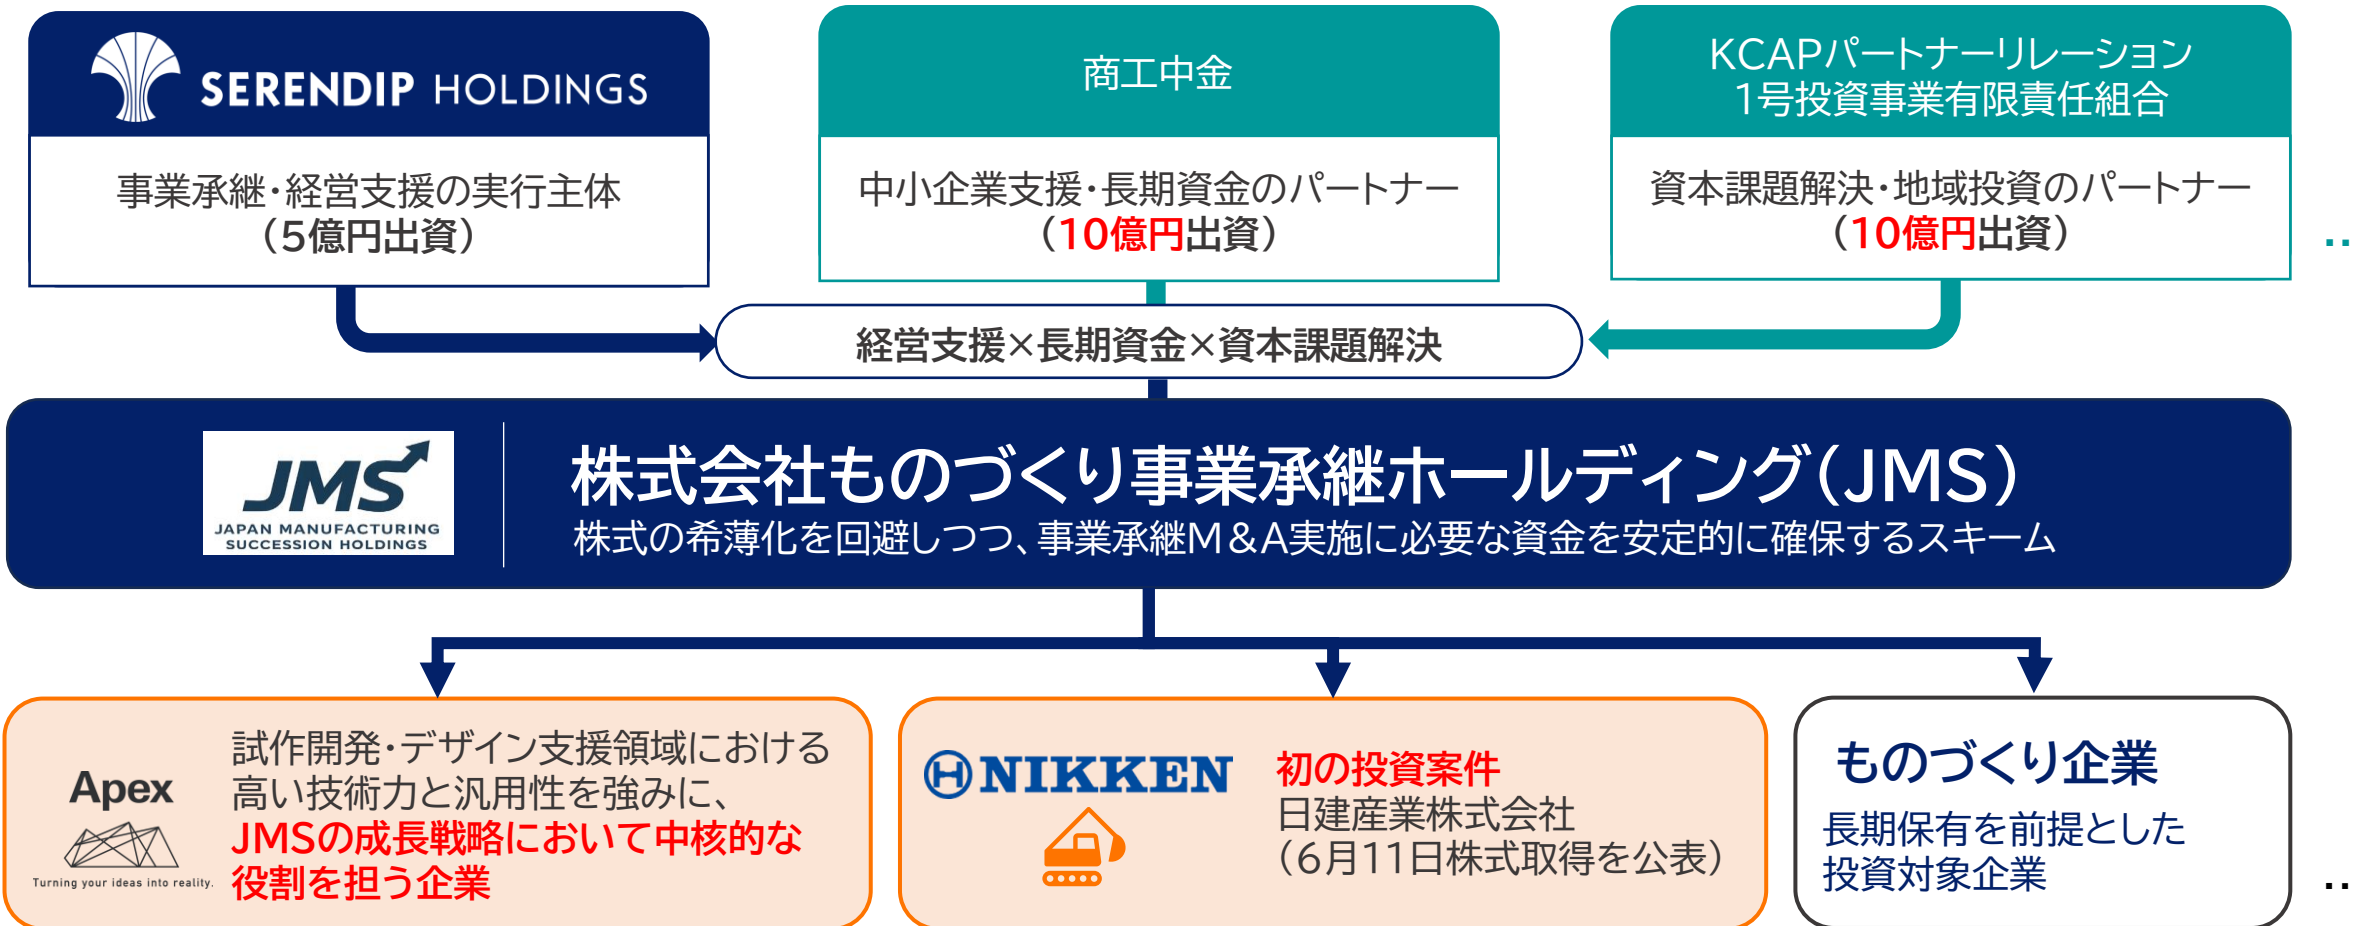 SERENDIP HOLDINGS
事業承継・経営支援の実行主体
（5億円出資）
商工中金
中小企業支援・長期資金のパートナー
（10億円出資）
KCAPパートナーリレーション
1号投資事業有限責任組合
資本課題解決・地域投資のパートナー
（10億円出資）
..
経営支援×長期資金×資本課題解決
JMS
JAPAN MANUFACTURING
SUCCESSION HOLDINGS
株式会社ものづくり事業承継ホールディング（JMS）
株式の希薄化を回避しつつ、事業承継M＆A実施に必要な資金を安定的に確保するスキーム
Apex
Turning your ideas into reality.
試作開発・デザイン支援領域における
高い技術力と汎用性を強みに、
JMSの成長戦略において中核的な
役割を担う企業
H NIKKEN
初の投資案件
日建産業株式会社
（6月11日株式取得を公表）
ものづくり企業
長期保有を前提とした
投資対象企業
..